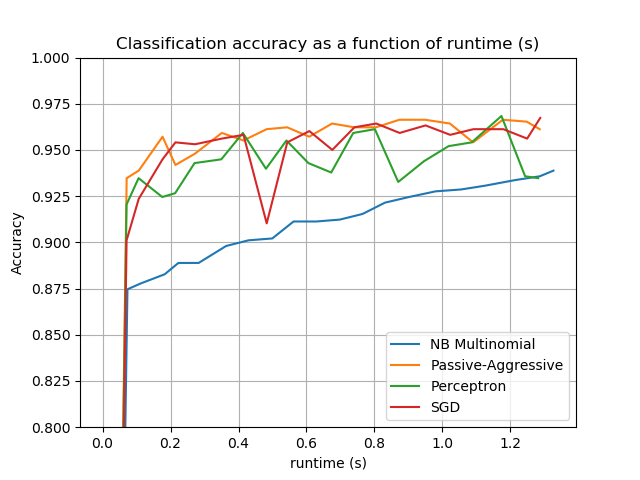 Classification accuracy as a function of runtime (s)
1.000
0.975
0.950
0.925
0.900
0.875
0.850
0.825
0.800
Accuracy
NB Multinomial
Passive-Aggressive
Perceptron
SGD
0.0 0.2 0.4 0.6 0.8 1.0 1.2
runtime (s)